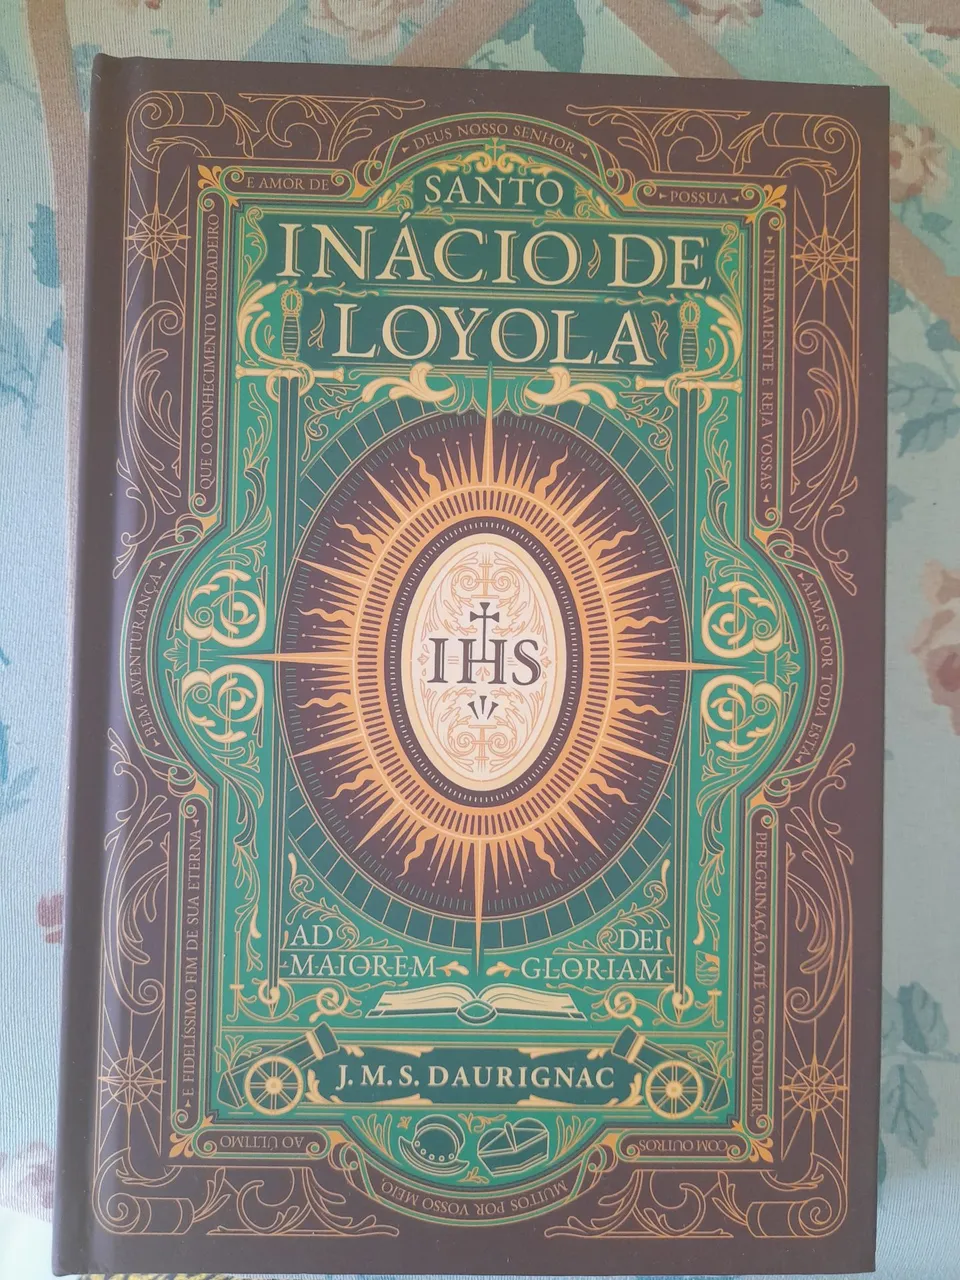 SANTO
INÁCIO DE
LOYOLA
IHS
AD
MAIOREM
DEI
GLORIAM
J. M. S. DAURIGNAC
QUE O CONHECIMENTO VERDADEIRO
E AMOR DE
DEUS NOSSO SENHOR
POSSUA
INTEIRAMENTE E REJA VOSSAS
ALMAS POR TODA ESTA
PEREGRINAÇÃO, ATÉ VOS CONDUZIR
COM OUTROS
MUITOS POR VOSSO MEIO,
AO ÚLTIMO
E FIDELÍSSIMO FIM DE SUA ETERNA
BEM-AVENTURANÇA